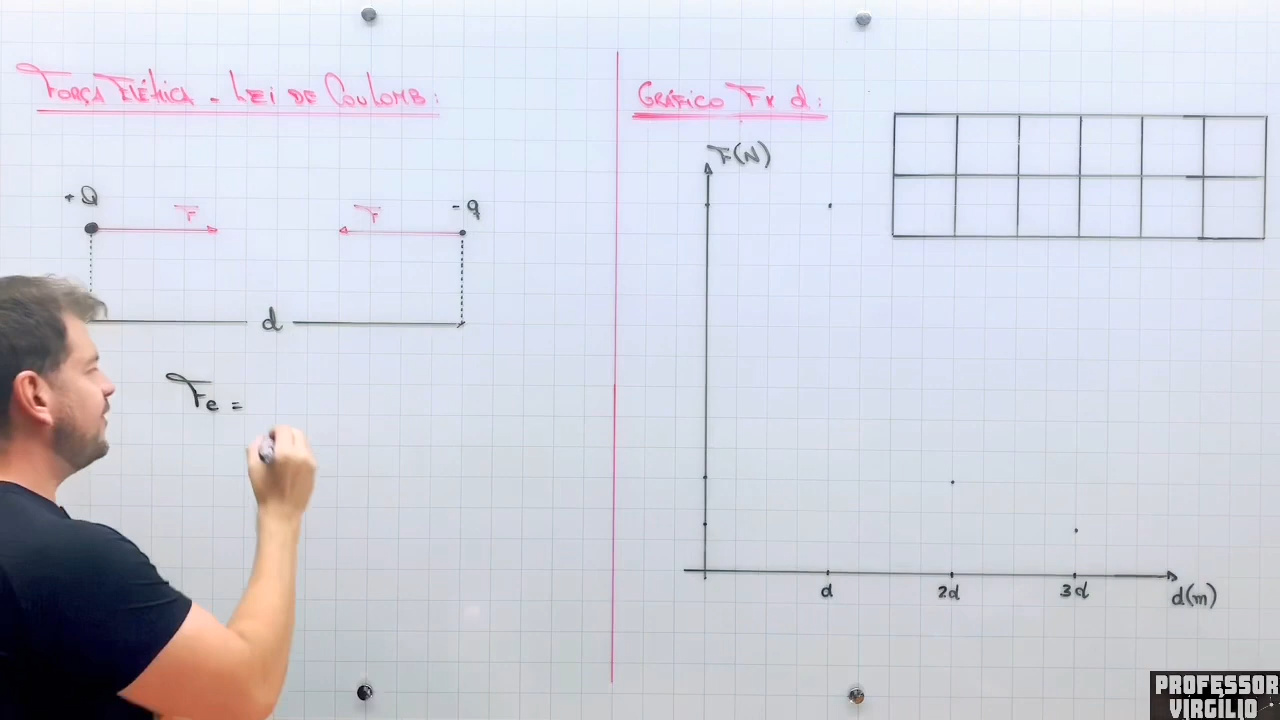 FORÇA ELÉTRICA - LEI DE COULOMB:
+Q
F
F
-q
d
Fe =
GRÁFICO F x d:
F(N)
d
2d
3d
d(m)
PROFESSOR
VIRGÍLIO